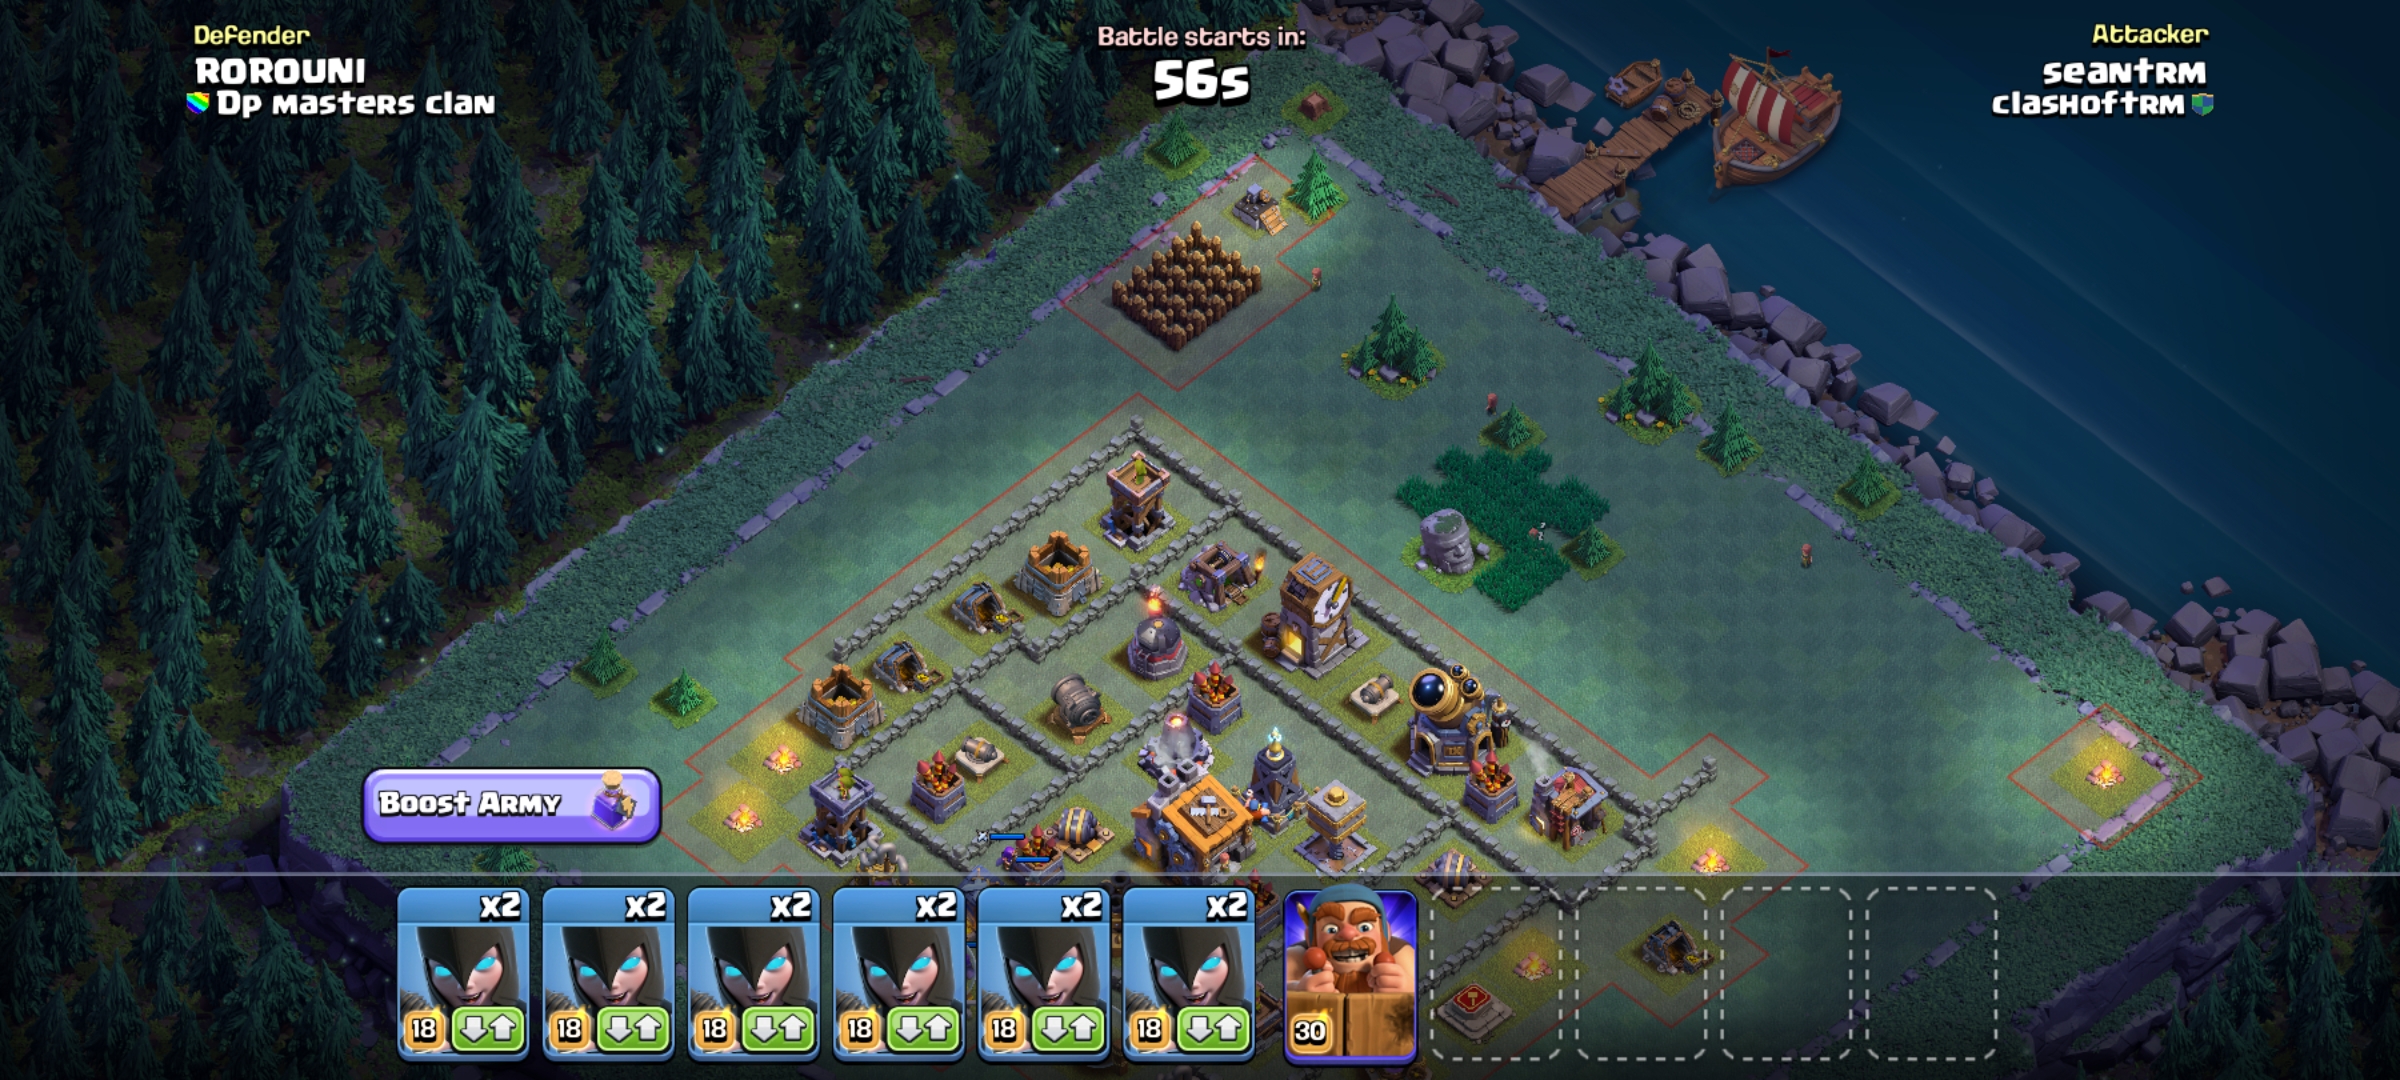 Defender
ROROUNI
Dp masters clan
Battle starts in:
56s
Attacker
seantRM
clashoftRM
Boost Army
x2
x2
x2
x2
x2
x2
18
18
18
18
18
18
30